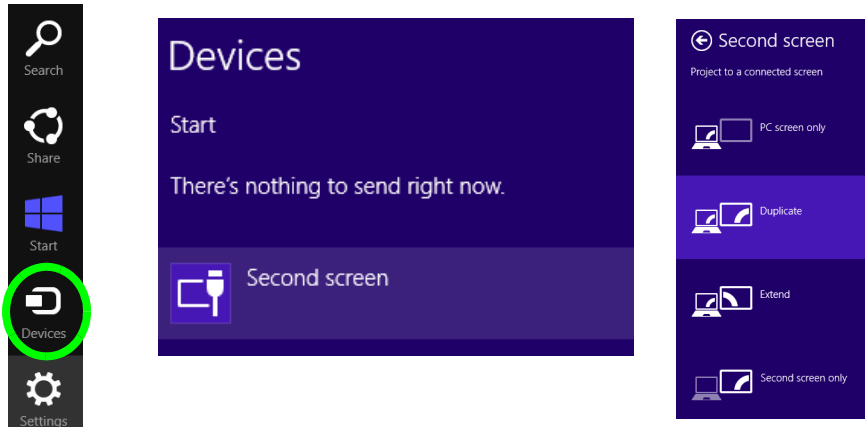 Search
Share
Start
Devices
Settings
Devices
Start
There's nothing to send right now.
Second screen
Second screen
Project to a connected screen
PC screen only
Duplicate
Extend
Second screen only